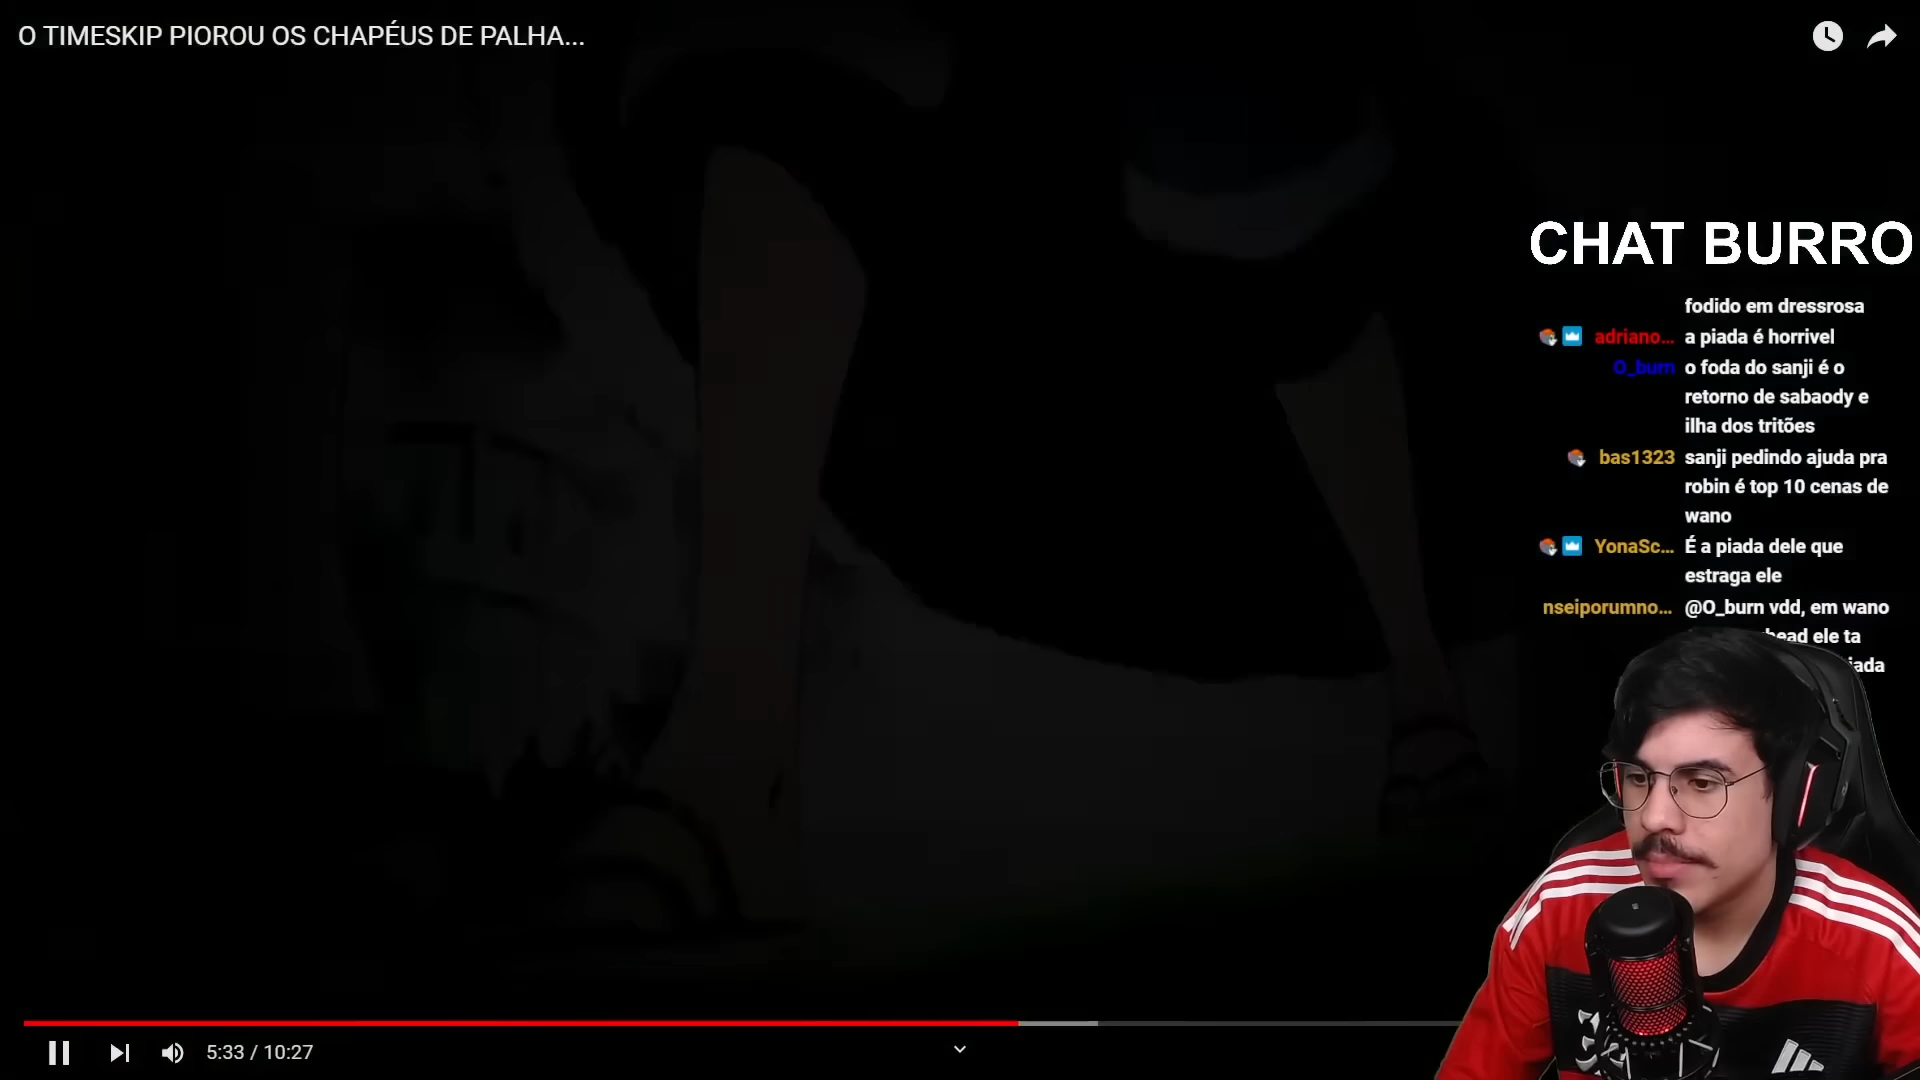 O TIMESKIP PIOROU OS CHAPÉUS DE PALHA...
CHAT BURRO
fodido em dressrosa
adriano... a piada é horrivel
O_burn o foda do sanji é o
retorno de sabaody e
ilha dos tritões
bas1323 sanji pedindo ajuda pra
robin é top 10 cenas de
wano
YonaSc... É a piada dele que
estraga ele
nseiporumno... @O_burn vdd, em wano
ele ta
5:33 / 10:27